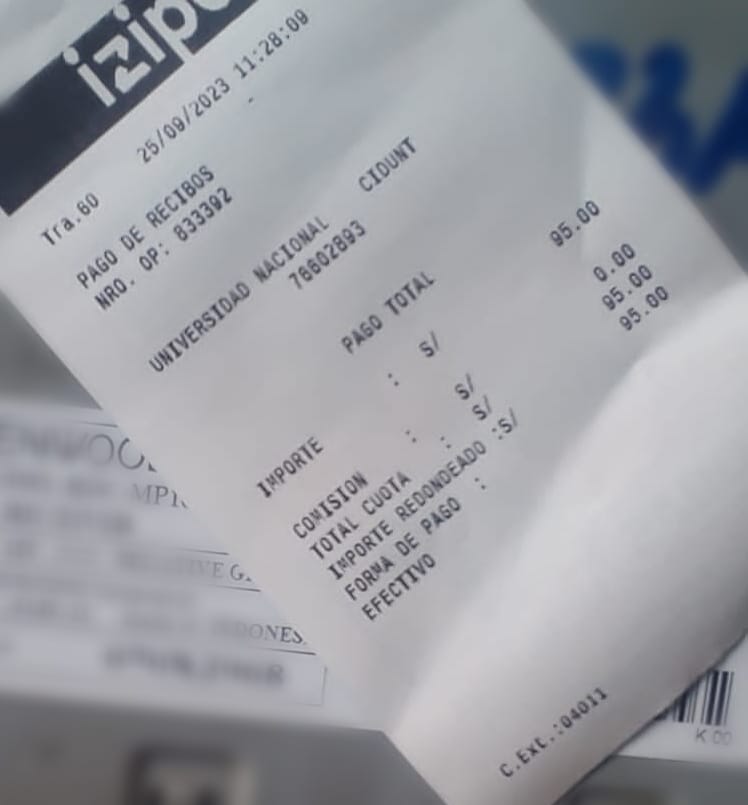 izip
25/09/2023 11:28:09
Tra.60
PAGO DE RECIBOS
NRO. OP: 833392
UNIVERSIDAD NACIONAL CIDUNT
76602893
PAGO TOTAL
IMPORTE : S/ 95.00
COMISION : S/ 0.00
TOTAL CUOTA : S/ 95.00
IMPORTE REDONDEADO :S/ 95.00
FORMA DE PAGO :
EFECTIVO
C.Ext.:04011
K 00